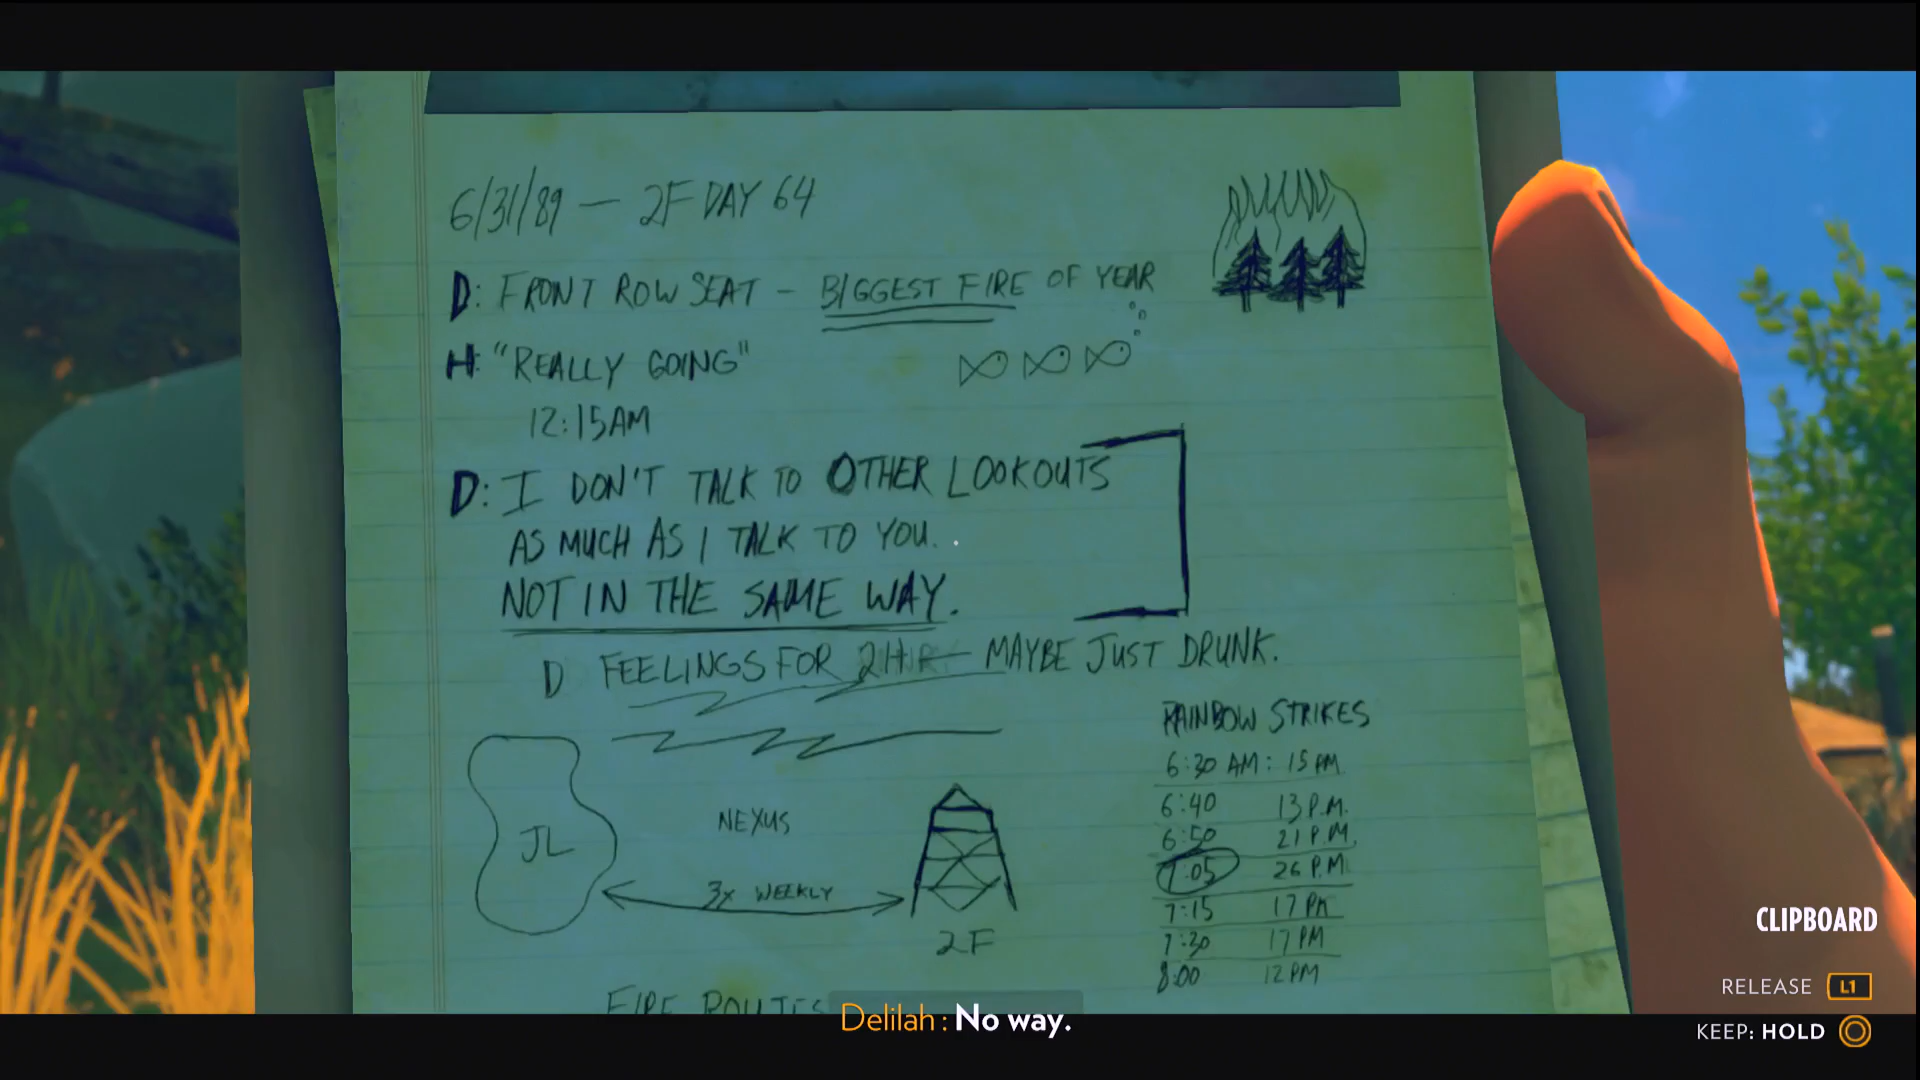 6/31/89 — 2F DAY 64
D: FRONT ROW SEAT - BIGGEST FIRE OF YEAR
H: "REALLY GOING"
12:15AM
D: I DON'T TALK TO OTHER LOOKOUTS
AS MUCH AS I TALK TO YOU.
NOT IN THE SAME WAY.
D FEELINGS FOR — MAYBE JUST DRUNK.
JL
NEXUS
3x WEEKLY
2F
RAINBOW STRIKES
6:30 AM: 15 PM
6:40 13 P.M.
6:50 21 P.M.
7:05 26 P.M
7:15 17 PM
7:30 17 PM
8:00 12 PM
FIRE ROUTES
Delilah: No way.
CLIPBOARD
RELEASE L1
KEEP: HOLD